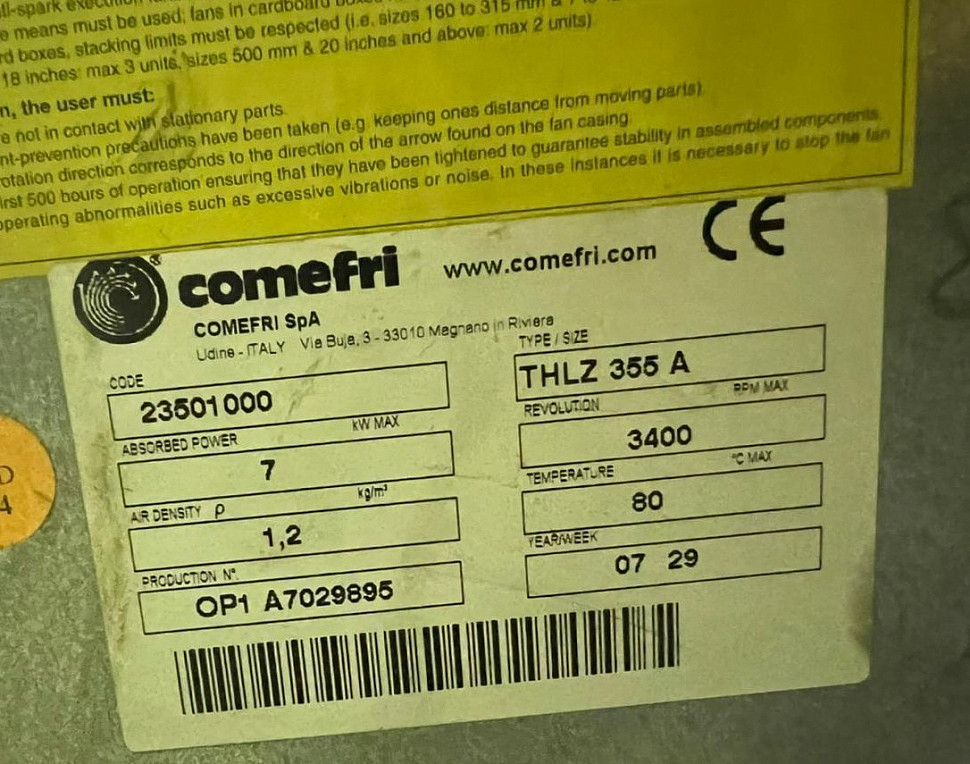 means must be used; fans in cardboard
boxes, stacking limits must be respected (i.e. sizes 160 to 315 mm &
18 inches: max 3 units, sizes 500 mm & 20 inches and above: max 2 units)
the user must:
not in contact with stationary parts.
nt-prevention precautions have been taken (e.g. keeping ones distance from moving parts)
otation direction corresponds to the direction of the arrow found on the fan casing.
irst 500 hours of operation ensuring that they have been tightened to guarantee stability in assembled components.
operating abnormalities such as excessive vibrations or noise. In these instances it is necessary to stop the fan
® comefri www.comefri.com CE
COMEFRI SpA
Udine - ITALY Via Buja, 3 - 33010 Magnano in Riviera
CODE TYPE / SIZE
23501000 THLZ 355 A
ABSORBED POWER kW MAX REVOLUTION RPM MAX
7 3400
AIR DENSITY ρ kg/m³ TEMPERATURE °C MAX
1,2 80
PRODUCTION N°. YEAR/WEEK
OP1 A7029895 07 29
D
4